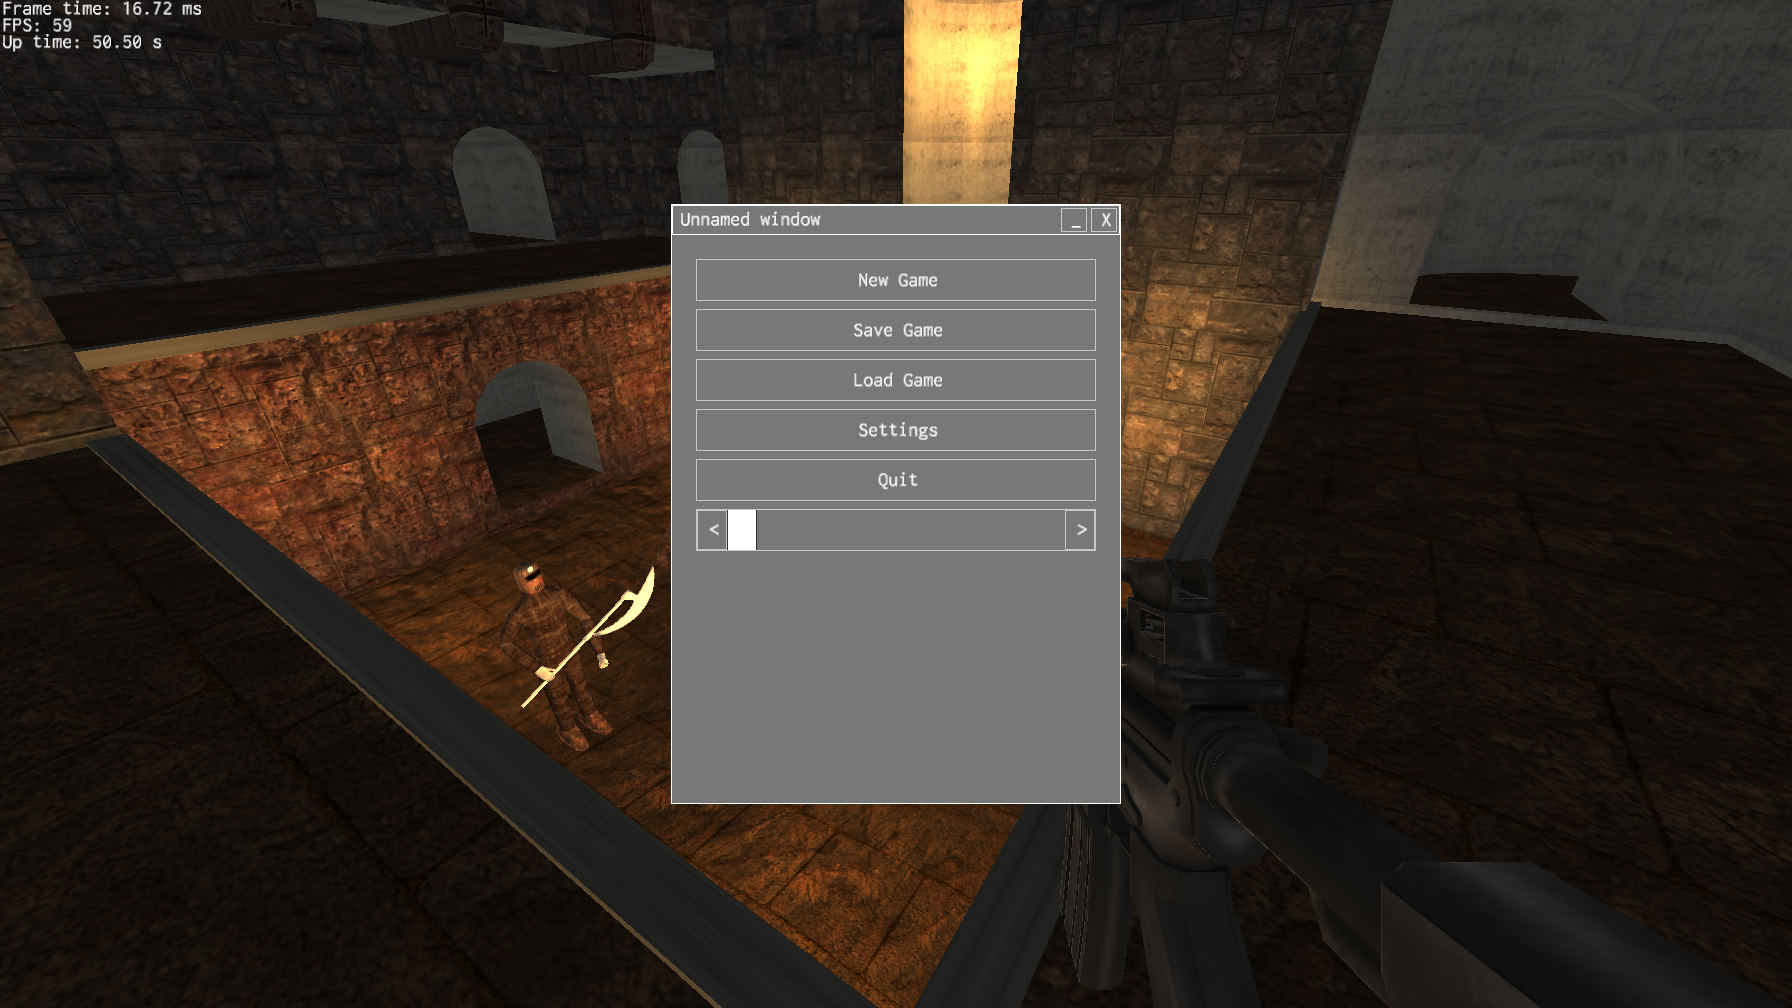 Frame time: 16.72 ms
FPS: 59
Up time: 50.50 s
Unnamed window _ X
New Game
Save Game
Load Game
Settings
Quit
< >